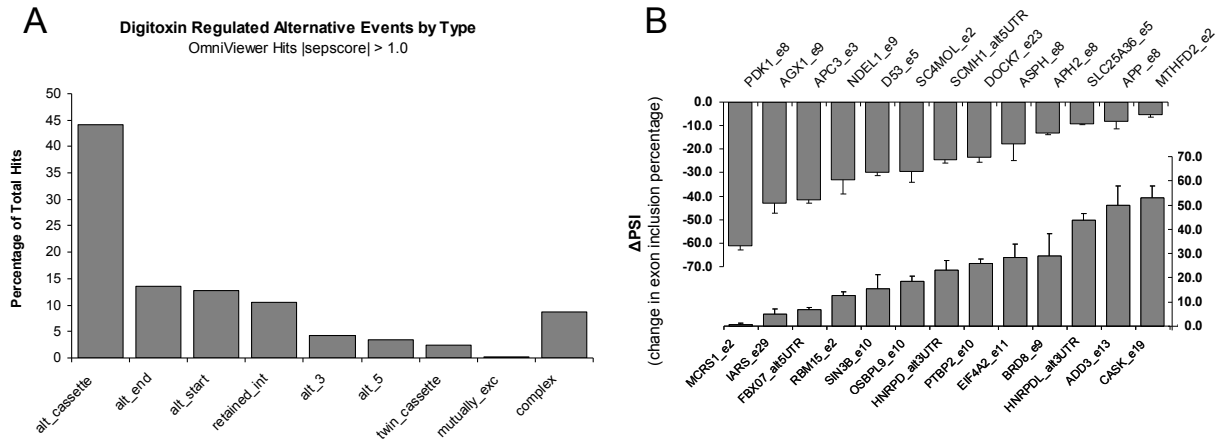 A
Digitoxin Regulated Alternative Events by Type
OmniViewer Hits |sepscore| > 1.0
Percentage of Total Hits
50
45
40
35
30
25
20
15
10
5
0
alt_cassette
alt_end
alt_start
retained_int
alt_3
alt_5
twin_cassette
mutually_exc
complex
B
PDK1_e8
AGX1_e9
APC3_e3
NDEL1_e9
D53_e5
SC4MOL_e2
SCMH1_alt5UTR
DOCK7_e23
ASPH_e8
APH2_e8
SLC25A36_e5
APP_e8
MTHFD2_e2
ΔPSI
(change in exon inclusion percentage)
0.0
-10.0
-20.0
-30.0
-40.0
-50.0
-60.0
-70.0
70.0
60.0
50.0
40.0
30.0
20.0
10.0
0.0
MCRS1_e2
IARS_e29
FBX07_alt5UTR
RBM15_e2
SIN3B_e10
OSBPL9_e10
HNRPD_alt3UTR
PTBP2_e10
EIF4A2_e11
BRD8_e9
HNRPDL_alt3UTR
ADD3_e13
CASK_e19